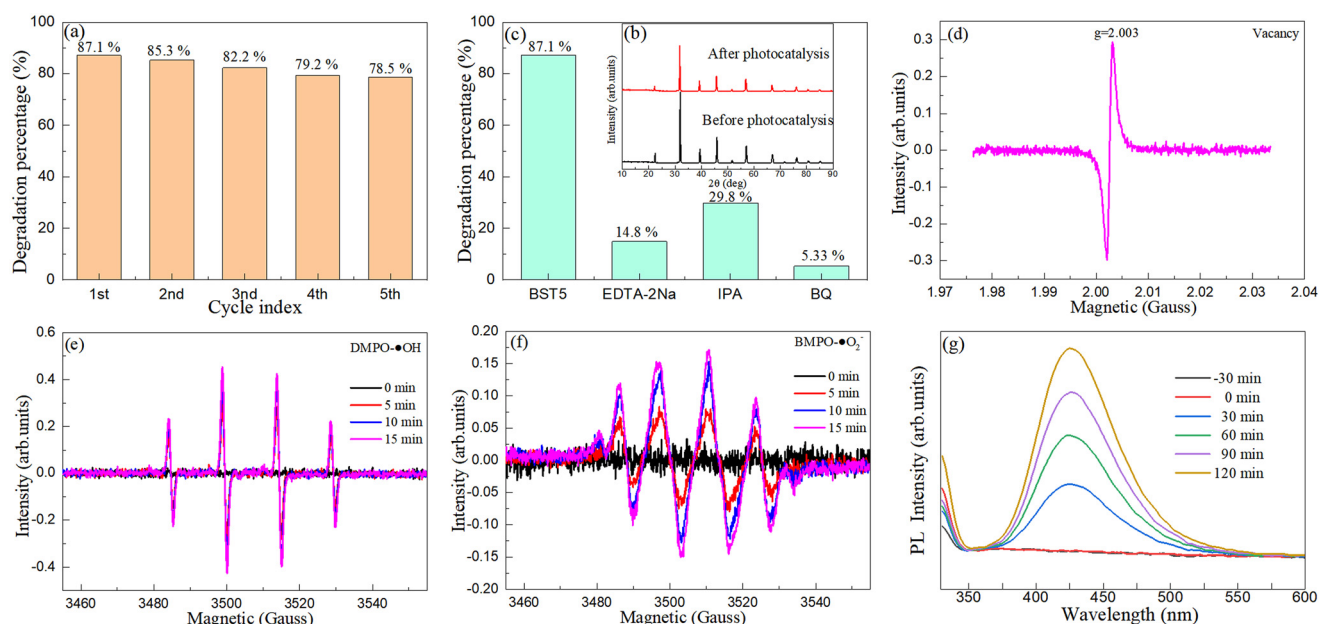 (a)
Degradation percentage (%)
100
80
60
40
20
0
87.1 %
85.3 %
82.2 %
79.2 %
78.5 %
1st
2nd
3nd
4th
5th
Cycle index
(c)
Degradation percentage (%)
100
80
60
40
20
0
87.1 %
14.8 %
29.8 %
5.33 %
BST5
EDTA-2Na
IPA
BQ
(b)
After photocatalysis
Before photocatalysis
Intensity (arb.units)
10 20 30 40 50 60 70 80 90
2θ (deg)
(d)
g=2.003
Vacancy
Intensity (arb.units)
0.3
0.2
0.1
0.0
-0.1
-0.2
-0.3
1.97 1.98 1.99 2.00 2.01 2.02 2.03 2.04
Magnetic (Gauss)
(e)
DMPO-●OH
0 min
5 min
10 min
15 min
Intensity (arb.units)
0.6
0.4
0.2
0.0
-0.2
-0.4
3460 3480 3500 3520 3540
Magnetic (Gauss)
(f)
BMPO-●O₂⁻
0 min
5 min
10 min
15 min
Intensity (arb.units)
0.20
0.15
0.10
0.05
0.00
0.05
0.10
0.15
0.20
3460 3480 3500 3520 3540
Magnetic (Gauss)
(g)
-30 min
0 min
30 min
60 min
90 min
120 min
PL Intensity (arb.units)
350 400 450 500 550 600
Wavelength (nm)